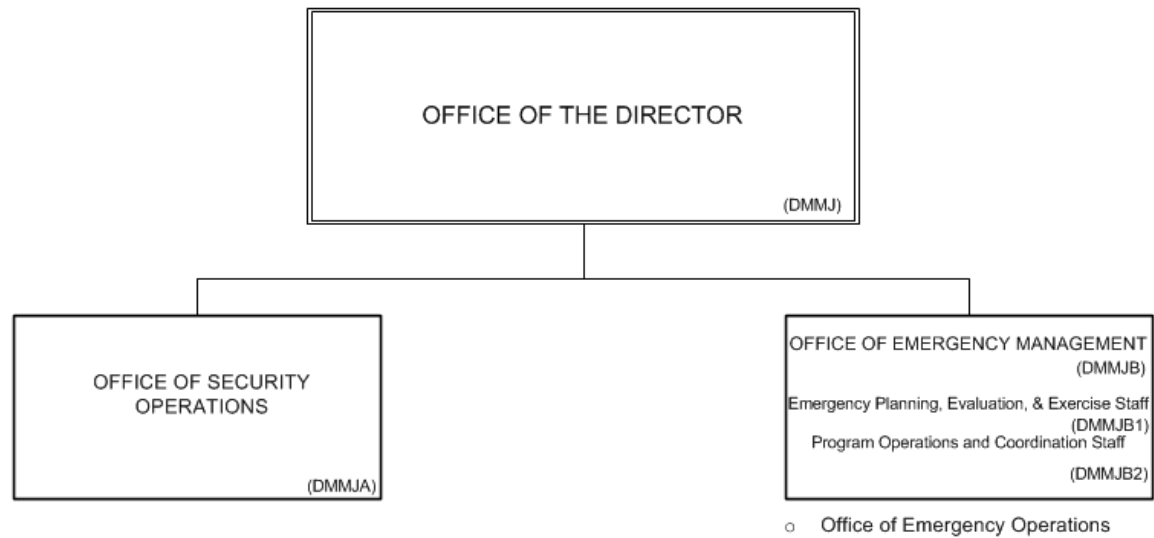 OFFICE OF THE DIRECTOR
(DMMJ)
OFFICE OF SECURITY
OPERATIONS
(DMMJA)
OFFICE OF EMERGENCY MANAGEMENT
(DMMJB)
Emergency Planning, Evaluation, & Exercise Staff
(DMMJB1)
Program Operations and Coordination Staff
(DMMJB2)
○ Office of Emergency Operations